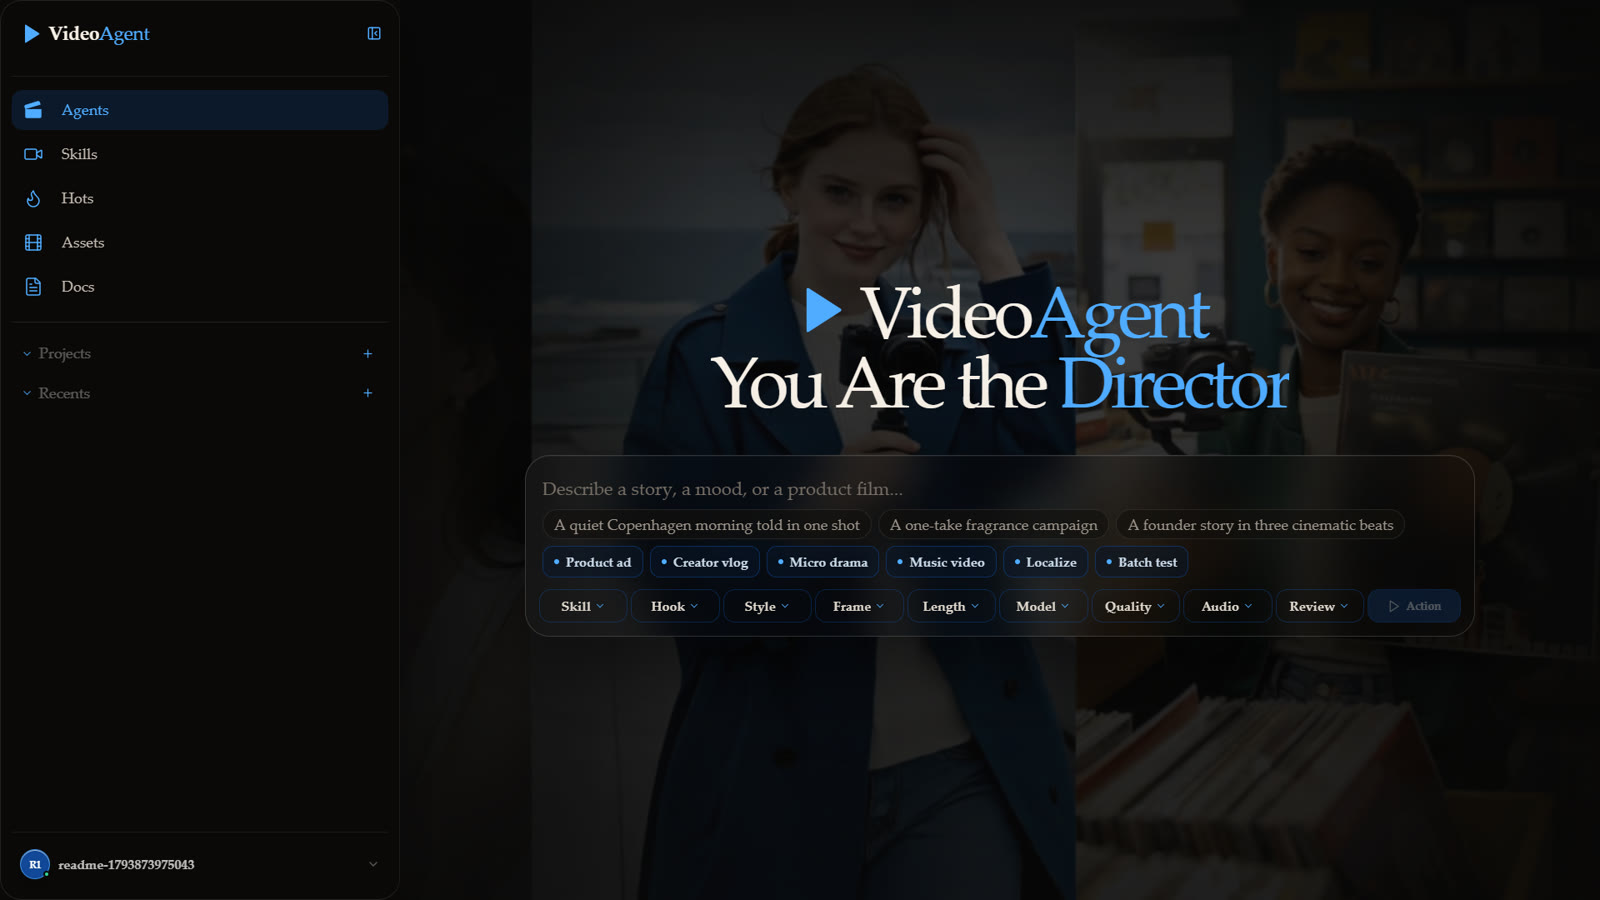 VideoAgent
Agents
Skills
Hots
Assets
Docs
Projects
Recents
R1
readme-1793873975043
VideoAgent
You Are the Director
Describe a story, a mood, or a product film...
A quiet Copenhagen morning told in one shot
A one-take fragrance campaign
A founder story in three cinematic beats
Product ad
Creator vlog
Micro drama
Music video
Localize
Batch test
Skill
Hook
Style
Frame
Length
Model
Quality
Audio
Review
Action